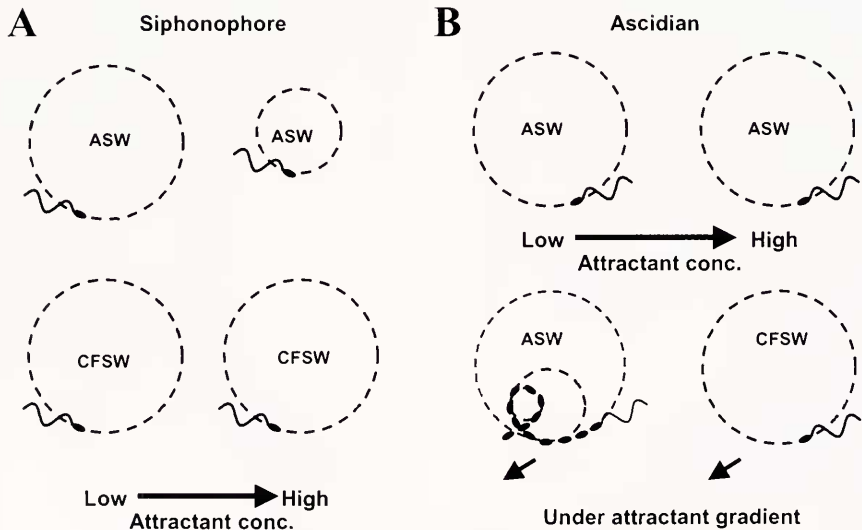 A
Siphonophore
ASW
ASW
CFSW
CFSW
Low
High
Attractant conc.
B
Ascidian
ASW
ASW
Low
High
Attractant conc.
ASW
CFSW
Under attractant gradient